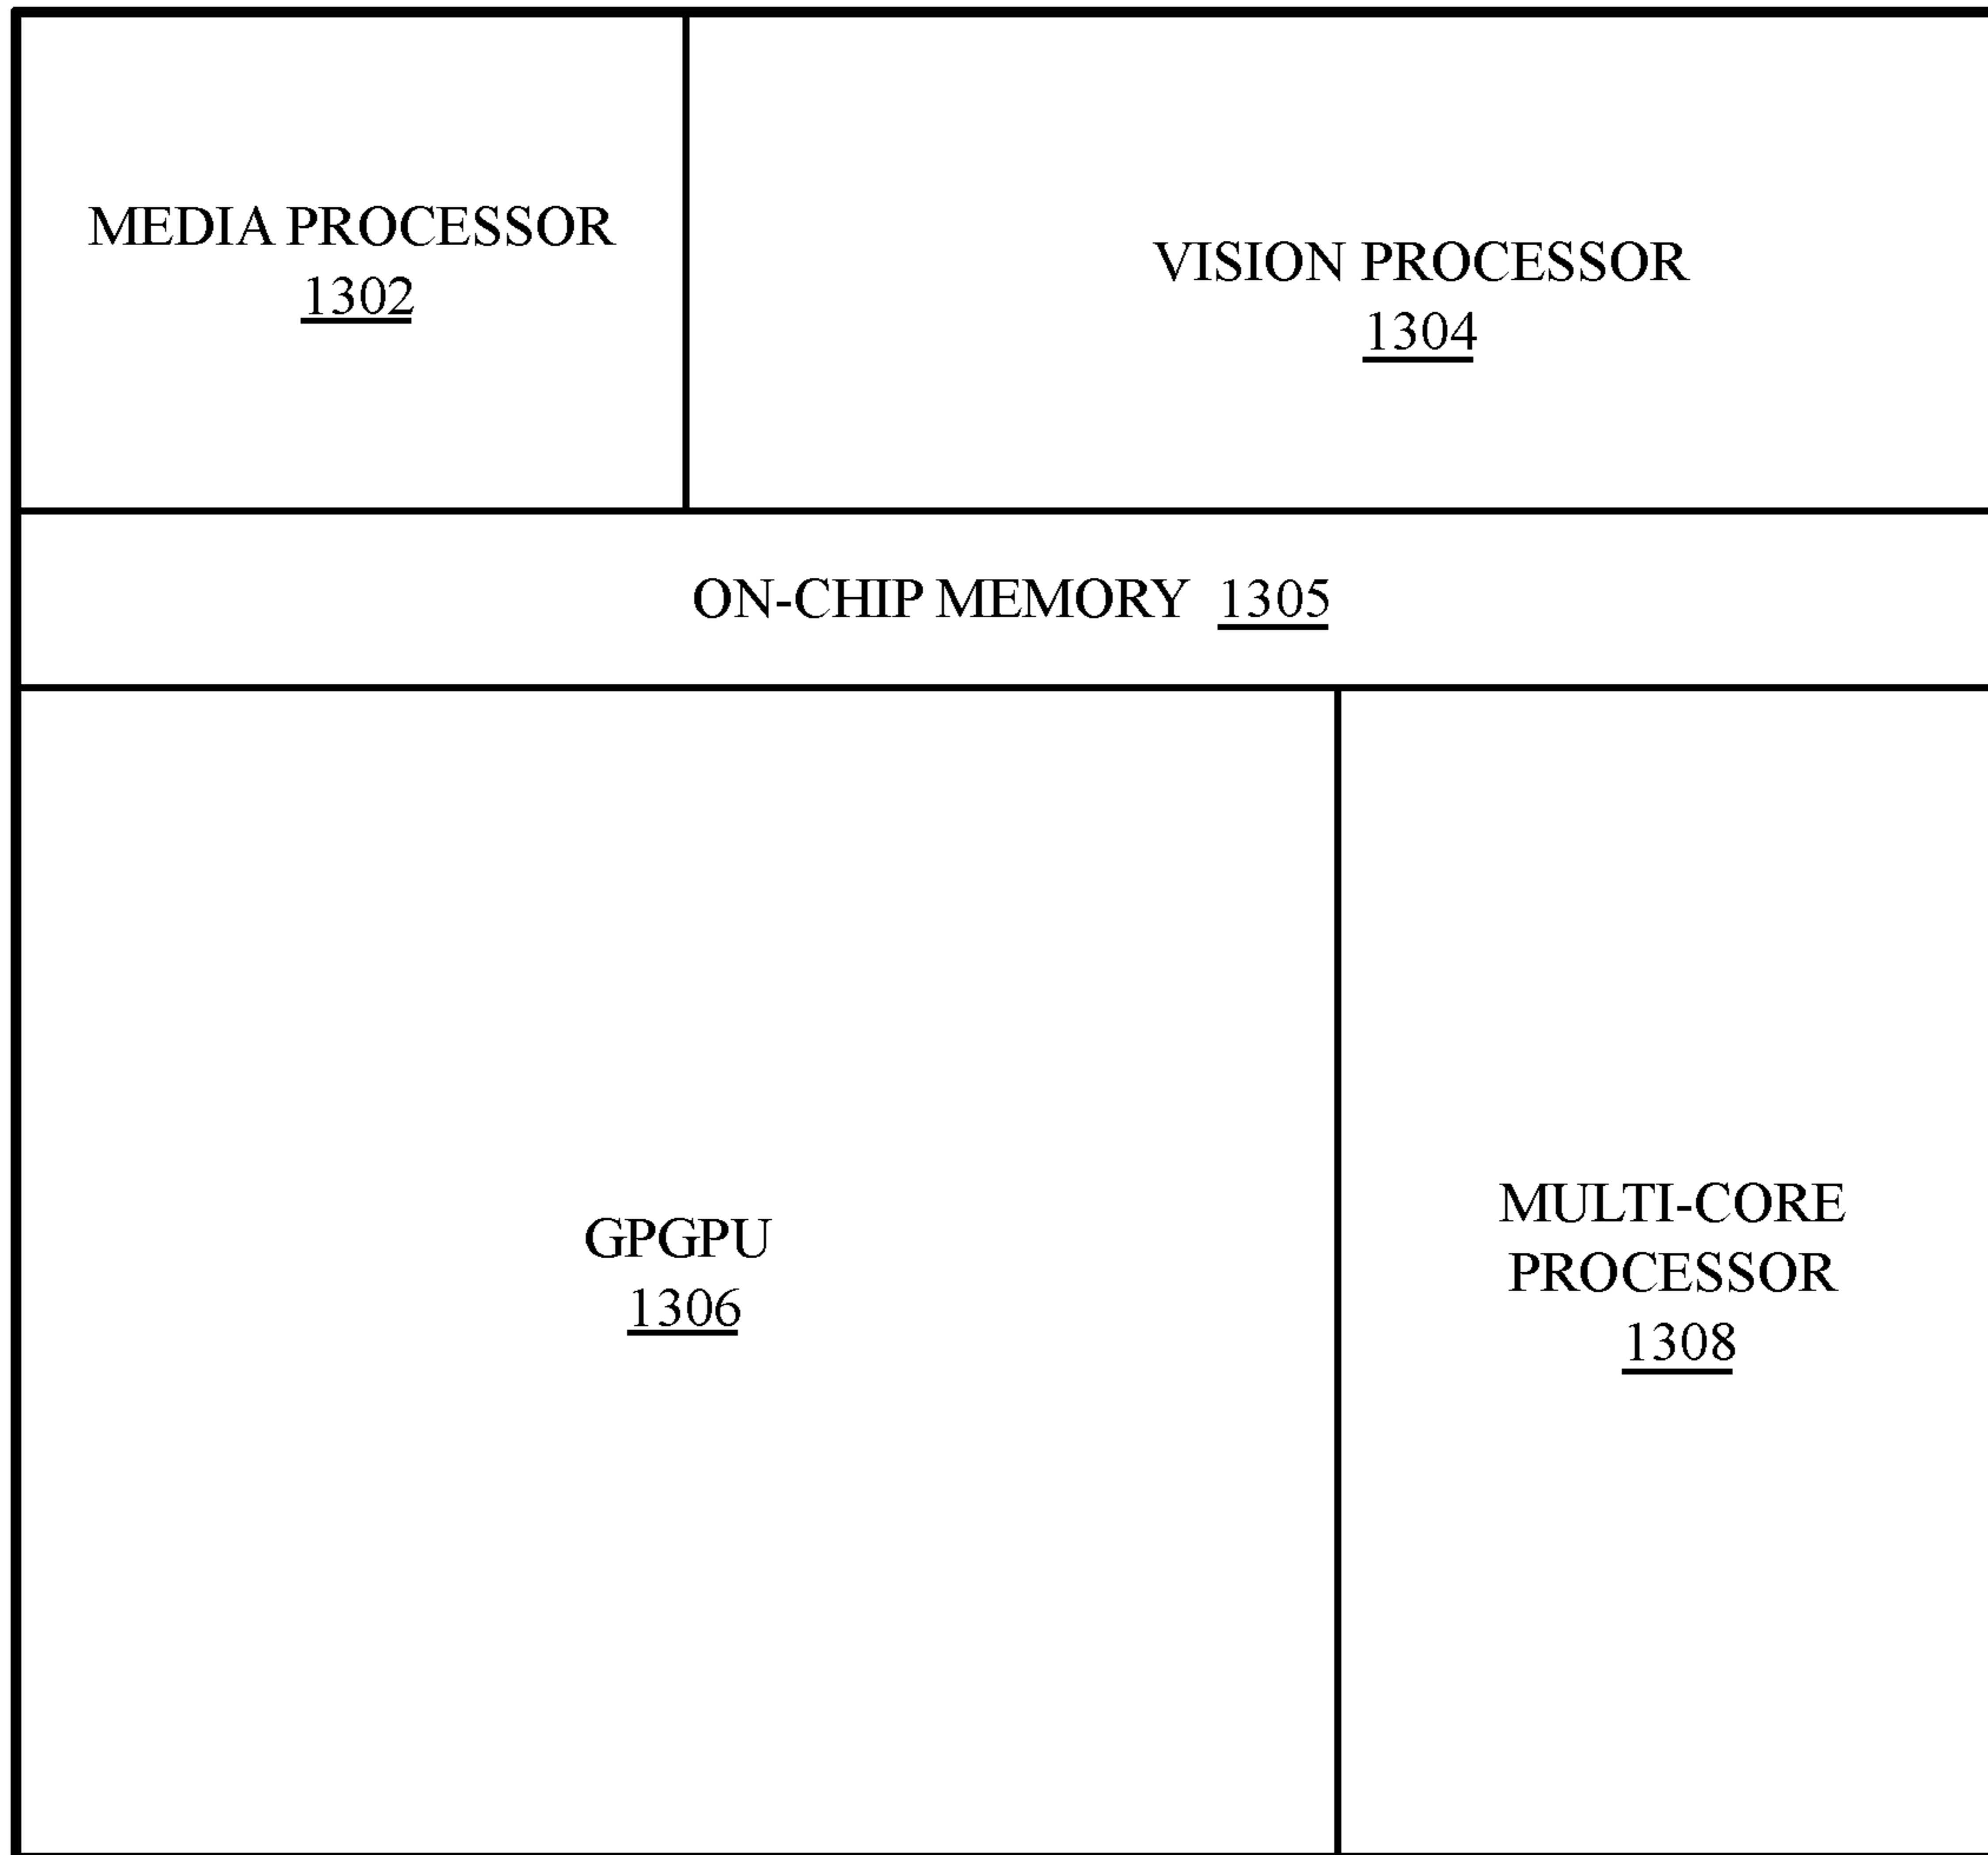 MEDIA PROCESSOR
1302
VISION PROCESSOR
1304
ON-CHIP MEMORY 1305
GPGPU
1306
MULTI-CORE
PROCESSOR
1308